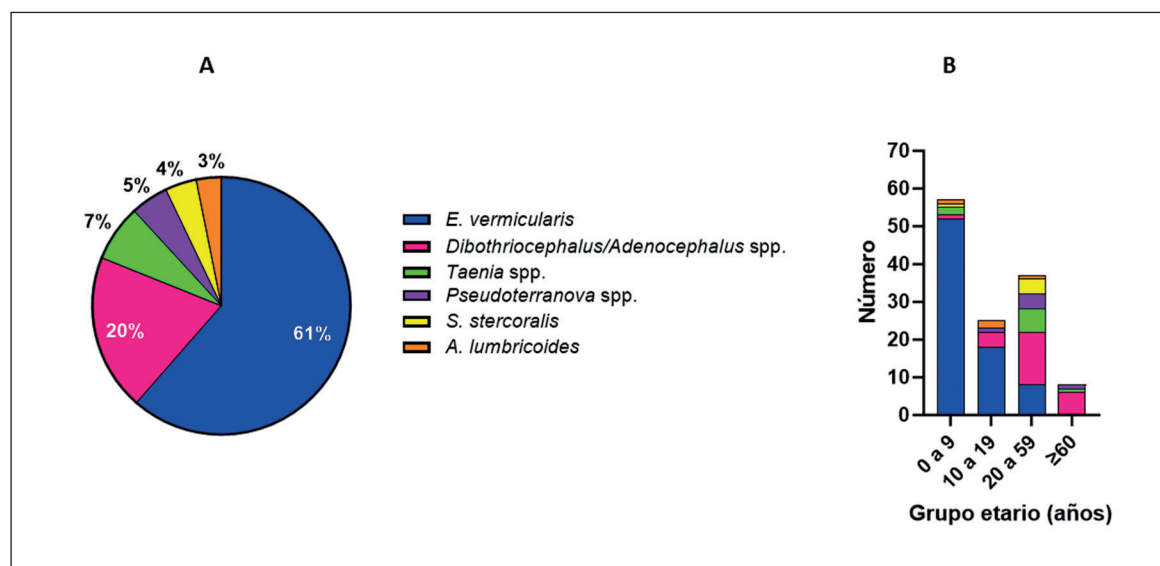 A
3%
4%
5%
7%
20%
61%
E. vermicularis
Dibothriocephalus/Adenocephalus spp.
Taenia spp.
Pseudoterranova spp.
S. stercoralis
A. lumbricoides
B
Número
70
60
50
40
30
20
10
0
0 a 9
10 a 19
20 a 59
≥60
Grupo etario (años)